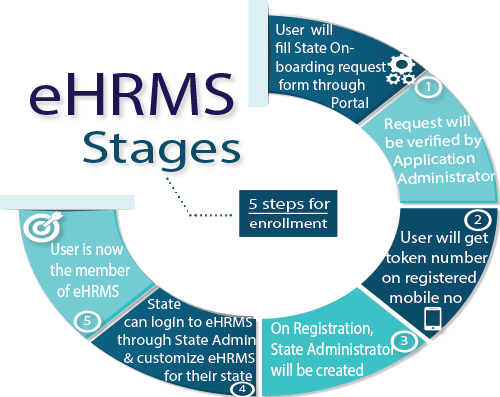 eHRMS
Stages
5 steps for
enrollment
User will
fill State On-
boarding request
form through
Portal
1
Request will
be verified by
Application
Administrator
2
User will get
token number
on registered
mobile no
3
On Registration,
State Administrator
will be created
4
State
can login to eHRMS
through State Admin
& customize eHRMS
for their state
5
User is now
the member
of eHRMS